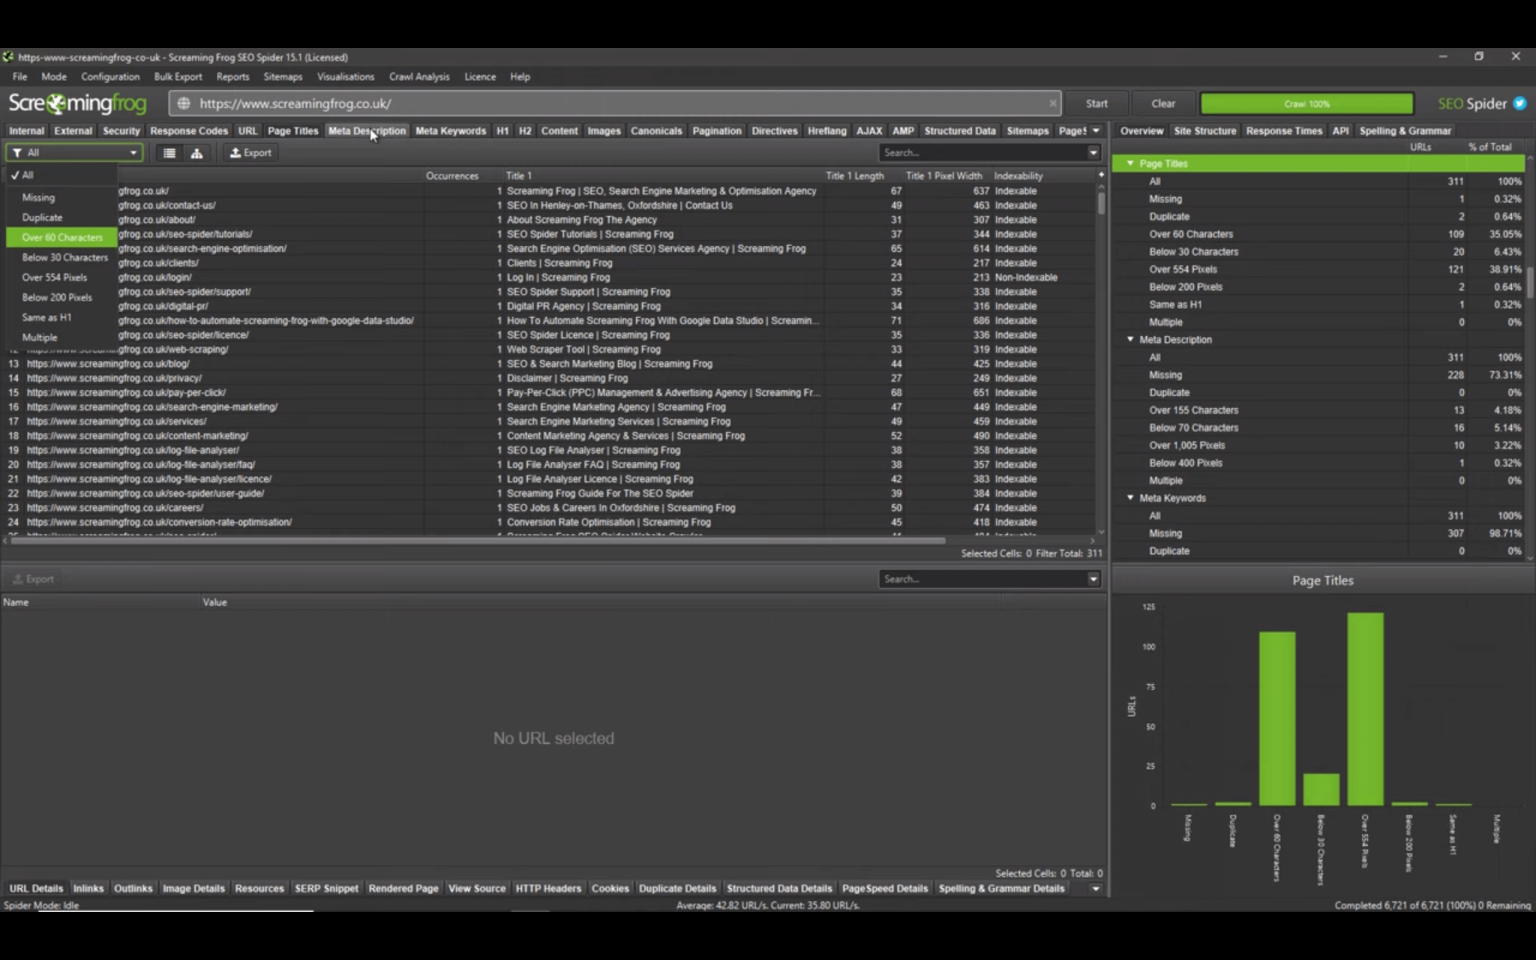 https-www-screamingfrog-co-uk - Screaming Frog SEO Spider 15.1 (Licensed)
File Mode Configuration Bulk Export Reports Sitemaps Visualisations Crawl Analysis Licence Help
Screamingfrog https://www.screamingfrog.co.uk/ Start Clear Crawl 100% SEO Spider
Internal External Security Response Codes URL Page Titles Meta Description Meta Keywords H1 H2 Content Images Canonicals Pagination Directives Hreflang AJAX AMP Structured Data Sitemaps PageS
All Export Search...
Occurrences Title 1 Title 1 Length Title 1 Pixel Width Indexability
All
Missing
Duplicate
Over 60 Characters
Below 30 Characters
Over 554 Pixels
Below 200 Pixels
Same as H1
Multiple
gfrog.co.uk/ 1 Screaming Frog | SEO, Search Engine Marketing & Optimisation Agency 67 637 Indexable
gfrog.co.uk/contact-us/ 1 SEO In Henley-on-Thames, Oxfordshire | Contact Us 49 463 Indexable
gfrog.co.uk/about/ 1 About Screaming Frog The Agency 31 307 Indexable
gfrog.co.uk/seo-spider/tutorials/ 1 SEO Spider Tutorials | Screaming Frog 37 344 Indexable
gfrog.co.uk/search-engine-optimisation/ 1 Search Engine Optimisation (SEO) Services Agency | Screaming Frog 65 614 Indexable
gfrog.co.uk/clients/ 1 Clients | Screaming Frog 24 217 Indexable
gfrog.co.uk/login/ 1 Log In | Screaming Frog 23 213 Non-Indexable
gfrog.co.uk/seo-spider/support/ 1 SEO Spider Support | Screaming Frog 35 338 Indexable
gfrog.co.uk/digital-pr/ 1 Digital PR Agency | Screaming Frog 34 316 Indexable
gfrog.co.uk/how-to-automate-screaming-frog-with-google-data-studio/ 1 How To Automate Screaming Frog With Google Data Studio | Screamin... 71 686 Indexable
gfrog.co.uk/seo-spider/licence/ 1 SEO Spider Licence | Screaming Frog 35 336 Indexable
gfrog.co.uk/web-scraping/ 1 Web Scraper Tool | Screaming Frog 33 319 Indexable
13 https://www.screamingfrog.co.uk/blog/ 1 SEO & Search Marketing Blog | Screaming Frog 44 425 Indexable
14 https://www.screamingfrog.co.uk/privacy/ 1 Disclaimer | Screaming Frog 27 249 Indexable
15 https://www.screamingfrog.co.uk/pay-per-click/ 1 Pay-Per-Click (PPC) Management & Advertising Agency | Screaming Fr... 68 651 Indexable
16 https://www.screamingfrog.co.uk/search-engine-marketing/ 1 Search Engine Marketing Agency | Screaming Frog 47 449 Indexable
17 https://www.screamingfrog.co.uk/services/ 1 Search Engine Marketing Services | Screaming Frog 49 459 Indexable
18 https://www.screamingfrog.co.uk/content-marketing/ 1 Content Marketing Agency & Services | Screaming Frog 52 490 Indexable
19 https://www.screamingfrog.co.uk/log-file-analyser/ 1 SEO Log File Analyser | Screaming Frog 38 358 Indexable
20 https://www.screamingfrog.co.uk/log-file-analyser/faq/ 1 Log File Analyser FAQ | Screaming Frog 38 357 Indexable
21 https://www.screamingfrog.co.uk/log-file-analyser/licence/ 1 Log File Analyser Licence | Screaming Frog 42 383 Indexable
22 https://www.screamingfrog.co.uk/seo-spider/user-guide/ 1 Screaming Frog Guide For The SEO Spider 39 384 Indexable
23 https://www.screamingfrog.co.uk/careers/ 1 SEO Jobs & Careers In Oxfordshire | Screaming Frog 50 474 Indexable
24 https://www.screamingfrog.co.uk/conversion-rate-optimisation/ 1 Conversion Rate Optimisation | Screaming Frog 45 418 Indexable
Selected Cells: 0 Filter Total: 311
Export Search...
Name Value
No URL selected
Selected Cells: 0 Total: 0
URL Details Inlinks Outlinks Image Details Resources SERP Snippet Rendered Page View Source HTTP Headers Cookies Duplicate Details Structured Data Details PageSpeed Details Spelling & Grammar Details
Overview Site Structure Response Times API Spelling & Grammar
URLs % of Total
Page Titles
All 311 100%
Missing 1 0.32%
Duplicate 2 0.64%
Over 60 Characters 109 35.05%
Below 30 Characters 20 6.43%
Over 554 Pixels 121 38.91%
Below 200 Pixels 2 0.64%
Same as H1 1 0.32%
Multiple 0 0%
Meta Description
All 311 100%
Missing 228 73.31%
Duplicate 0 0%
Over 155 Characters 13 4.18%
Below 70 Characters 16 5.14%
Over 1,005 Pixels 10 3.22%
Below 400 Pixels 1 0.32%
Multiple 0 0%
Meta Keywords
All 311 100%
Missing 307 98.71%
Duplicate 0 0%
Page Titles
URLs
125
100
75
50
25
0
Missing
Duplicate
Over 60 Characters
Below 30 Characters
Over 554 Pixels
Below 200 Pixels
Same as H1
Multiple
Spider Mode: Idle Average: 42.82 URL/s. Current: 35.80 URL/s. Completed 6,721 of 6,721 (100%) 0 Remaining